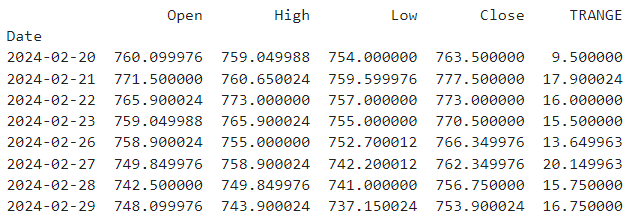 Open High Low Close TRANGE
Date
2024-02-20 760.099976 759.049988 754.000000 763.500000 9.500000
2024-02-21 771.500000 760.650024 759.599976 777.500000 17.900024
2024-02-22 765.900024 773.000000 757.000000 773.000000 16.000000
2024-02-23 759.049988 765.900024 755.000000 770.500000 15.500000
2024-02-26 758.900024 755.000000 752.700012 766.349976 13.649963
2024-02-27 749.849976 758.900024 742.200012 762.349976 20.149963
2024-02-28 742.500000 749.849976 741.000000 756.750000 15.750000
2024-02-29 748.099976 743.900024 737.150024 753.900024 16.750000